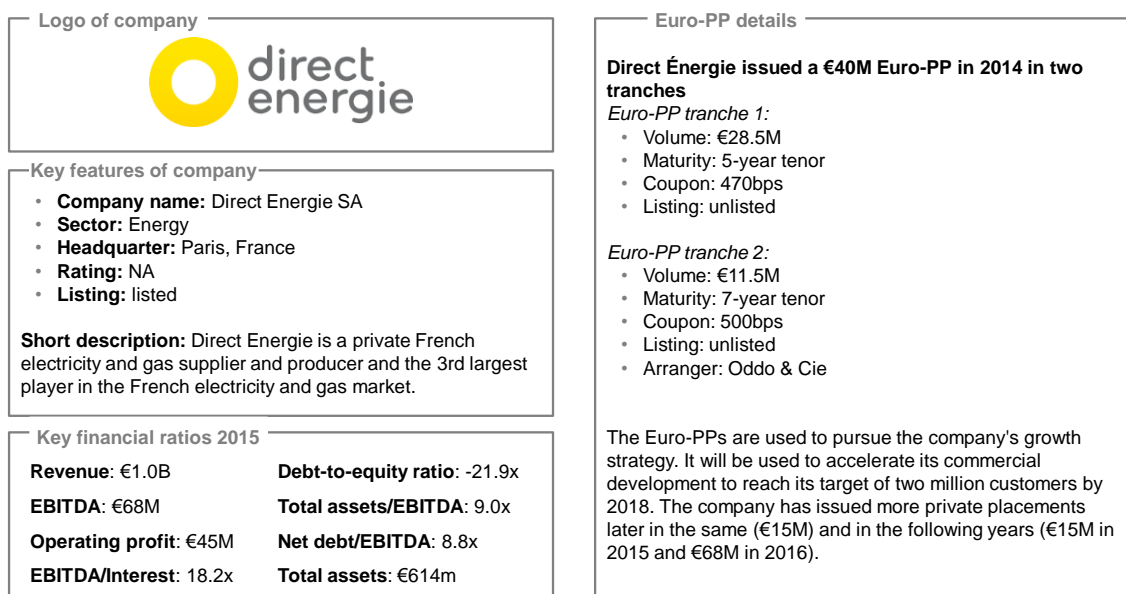 Logo of company
direct
energie
Key features of company
• Company name: Direct Energie SA
• Sector: Energy
• Headquarter: Paris, France
• Rating: NA
• Listing: listed
Short description: Direct Energie is a private French
electricity and gas supplier and producer and the 3rd largest
player in the French electricity and gas market.
Key financial ratios 2015
Revenue: €1.0B Debt-to-equity ratio: -21.9x
EBITDA: €68M Total assets/EBITDA: 9.0x
Operating profit: €45M Net debt/EBITDA: 8.8x
EBITDA/Interest: 18.2x Total assets: €614m
Euro-PP details
Direct Énergie issued a €40M Euro-PP in 2014 in two
tranches
Euro-PP tranche 1:
• Volume: €28.5M
• Maturity: 5-year tenor
• Coupon: 470bps
• Listing: unlisted
Euro-PP tranche 2:
• Volume: €11.5M
• Maturity: 7-year tenor
• Coupon: 500bps
• Listing: unlisted
• Arranger: Oddo & Cie
The Euro-PPs are used to pursue the company's growth
strategy. It will be used to accelerate its commercial
development to reach its target of two million customers by
2018. The company has issued more private placements
later in the same (€15M) and in the following years (€15M in
2015 and €68M in 2016).